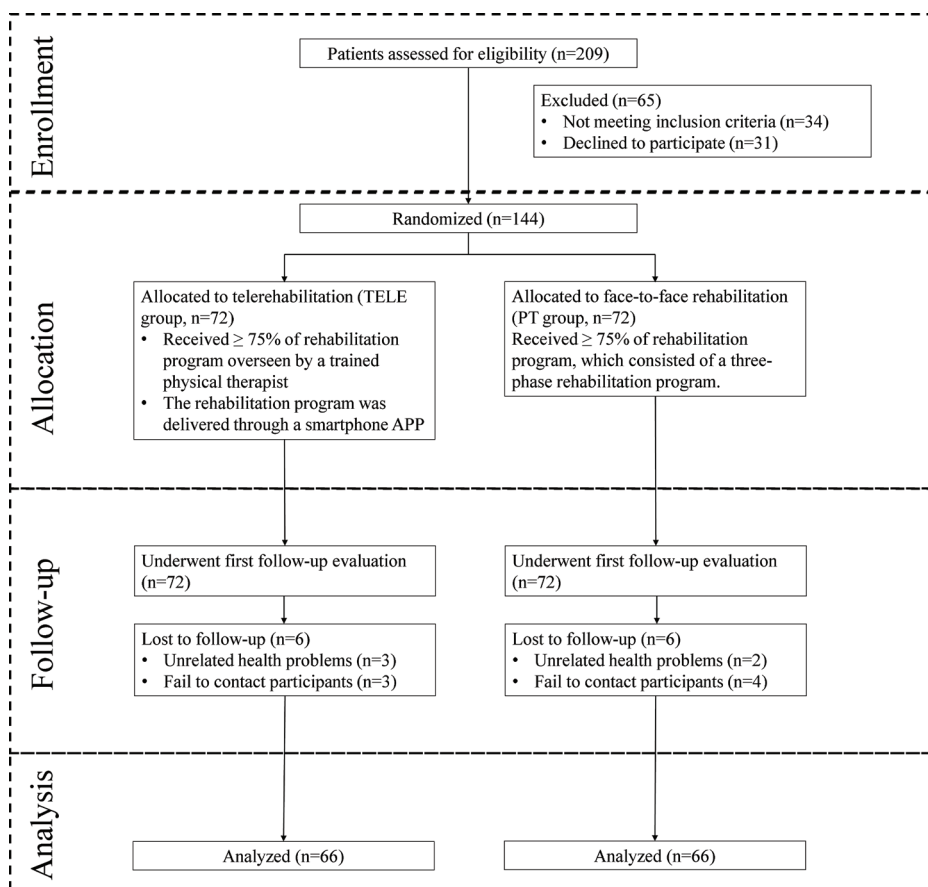 Enrollment
Patients assessed for eligibility (n=209)
Excluded (n=65)
• Not meeting inclusion criteria (n=34)
• Declined to participate (n=31)
Allocation
Randomized (n=144)
Allocated to telerehabilitation (TELE
group, n=72)
• Received ≥ 75% of rehabilitation
program overseen by a trained
physical therapist
• The rehabilitation program was
delivered through a smartphone APP
Allocated to face-to-face rehabilitation
(PT group, n=72)
Received ≥ 75% of rehabilitation
program, which consisted of a three-
phase rehabilitation program.
Follow-up
Underwent first follow-up evaluation
(n=72)
Underwent first follow-up evaluation
(n=72)
Lost to follow-up (n=6)
• Unrelated health problems (n=3)
• Fail to contact participants (n=3)
Lost to follow-up (n=6)
• Unrelated health problems (n=2)
• Fail to contact participants (n=4)
Analysis
Analyzed (n=66)
Analyzed (n=66)